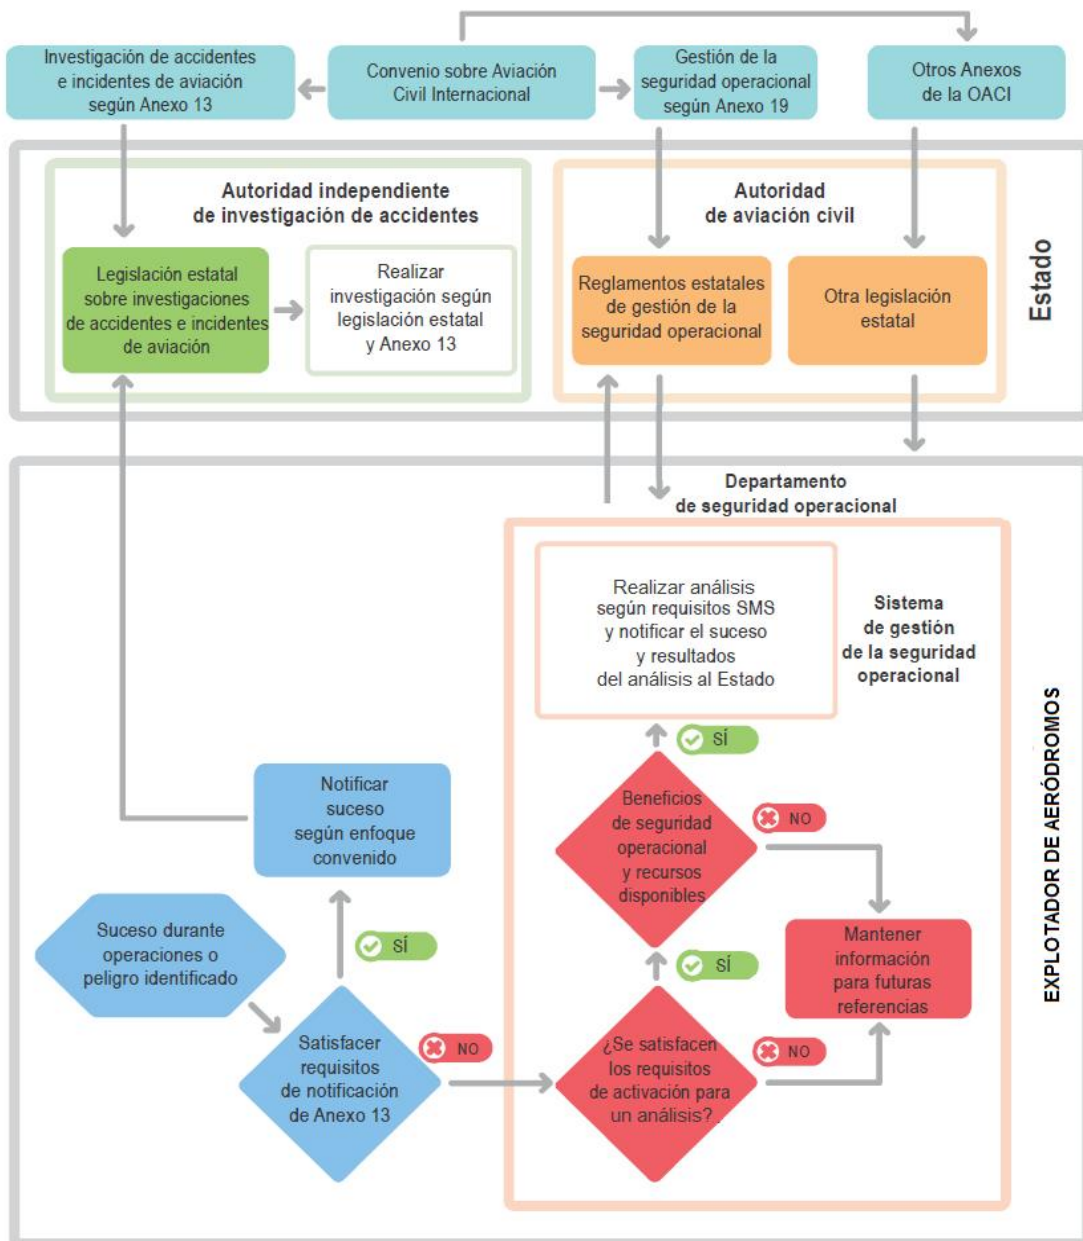 Investigación de accidentes
e incidentes de aviación
según Anexo 13
Convenio sobre Aviación
Civil Internacional
Gestión de la
seguridad operacional
según Anexo 19
Otros Anexos
de la OACI
Autoridad independiente
de investigación de accidentes
Autoridad
de aviación civil
Estado
Legislación estatal
sobre investigaciones
de accidentes e incidentes
de aviación
Realizar
investigación según
legislación estatal
y Anexo 13
Reglamentos estatales
de gestión de la
seguridad operacional
Otra legislación
estatal
Departamento
de seguridad operacional
Realizar análisis
según requisitos SMS
y notificar el suceso
y resultados
del análisis al Estado
Sistema
de gestión
de la seguridad
operacional
EXPLOTADOR DE AERÓDROMOS
SÍ
Notificar
suceso
según enfoque
convenido
Beneficios
de seguridad
operacional
y recursos
disponibles
NO
Suceso durante
operaciones o
peligro identificado
SÍ
SÍ
Mantener
información
para futuras
referencias
Satisfacer
requisitos
de notificación
de Anexo 13
NO
¿Se satisfacen
los requisitos
de activación para
un análisis?
NO